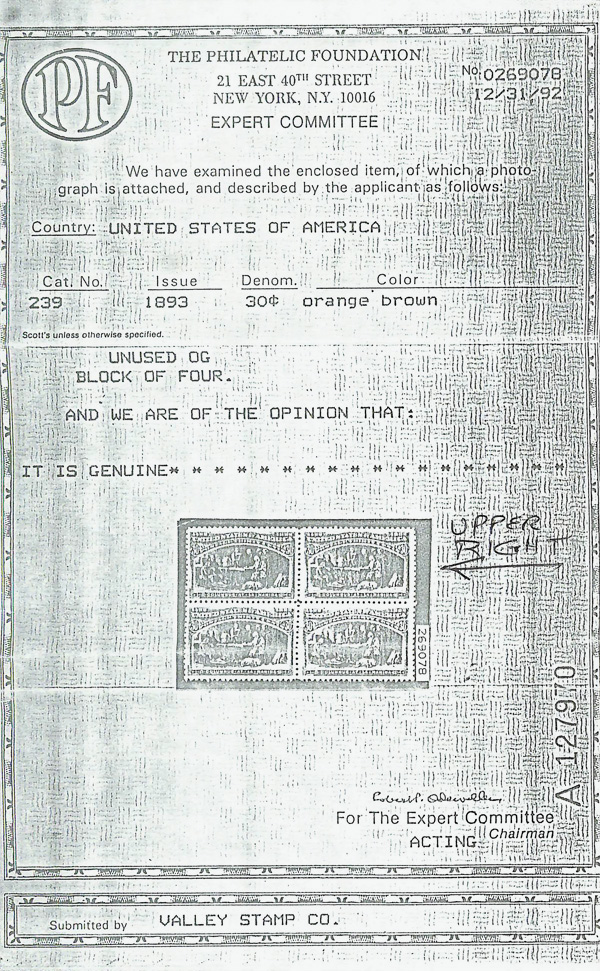 PF
THE PHILATELIC FOUNDATION
21 EAST 40TH STREET
NEW YORK, N.Y. 10016
EXPERT COMMITTEE
No. 0269078
12/31/92
We have examined the enclosed item, of which a photo-
graph is attached, and described by the applicant as follows:
Country: UNITED STATES OF AMERICA
Cat. No. Issue Denom. Color
239 1893 30¢ orange brown
Scott's unless otherwise specified.
UNUSED OG
BLOCK OF FOUR.
AND WE ARE OF THE OPINION THAT:
IT IS GENUINE* * * * * * * * * * * * * * * * * *
UPPER
RIGHT
269078
A 127970
For The Expert Committee
Chairman
ACTING
Submitted by VALLEY STAMP CO.